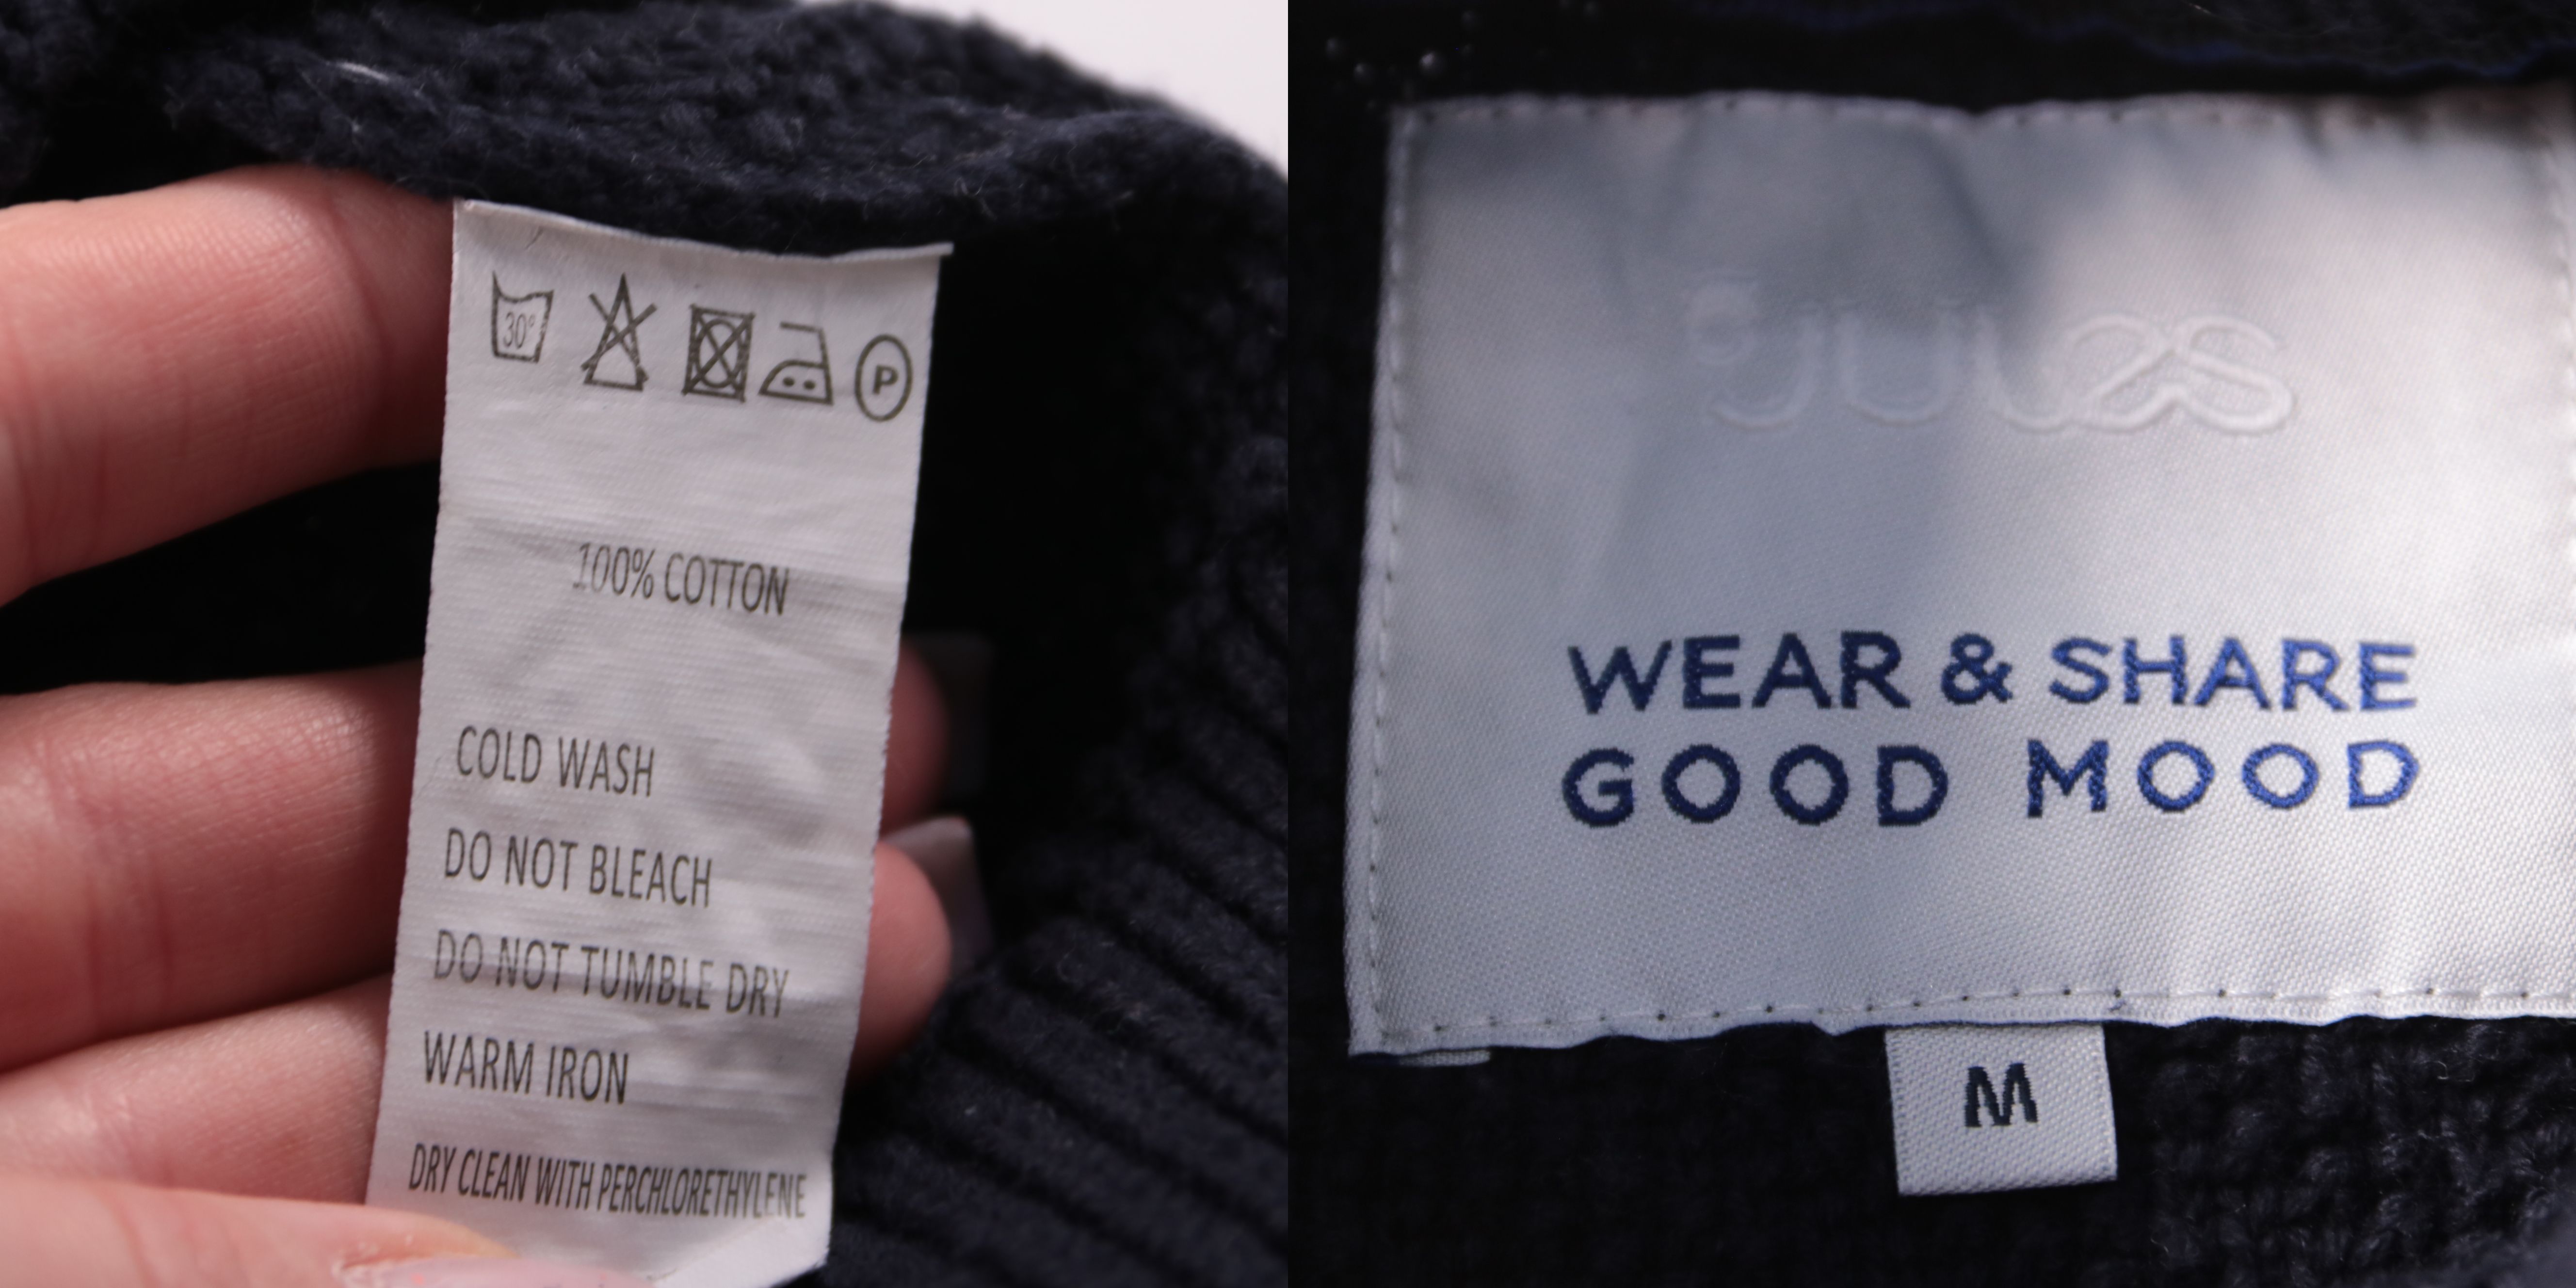 30°
P
100% COTTON
COLD WASH
DO NOT BLEACH
DO NOT TUMBLE DRY
WARM IRON
DRY CLEAN WITH PERCHLORETHYLENE
JULES
WEAR & SHARE
GOOD MOOD
M